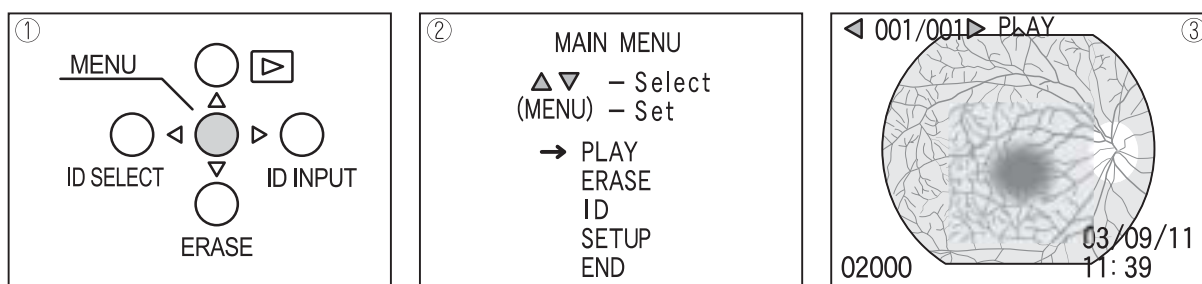 ①
MENU
ID SELECT
ID INPUT
ERASE
②
MAIN MENU
△▽ – Select
(MENU) – Set
→ PLAY
ERASE
ID
SETUP
END
③
◁ 001/001 ▷ PLAY
03/09/11
02000 11:39